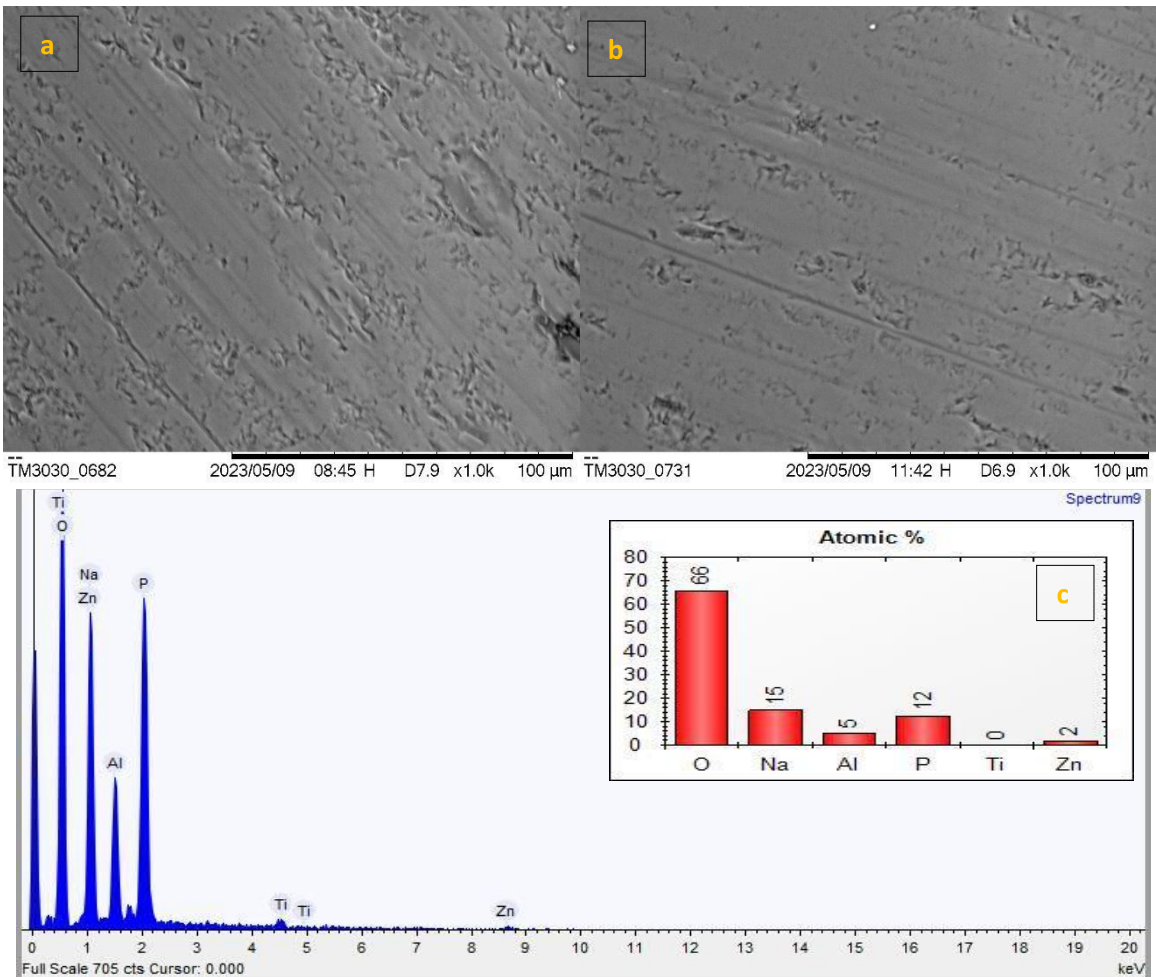 a
b
TM3030_0682 2023/05/09 08:45 H D7.9 x1.0k 100 µm
TM3030_0731 2023/05/09 11:42 H D6.9 x1.0k 100 µm
Spectrum9
Ti
O
Na
Zn
P
Al
Ti
Ti
Zn
Atomic %
c
80
70
60
50
40
30
20
10
0
66
15
5
12
0
2
O Na Al P Ti Zn
0 1 2 3 4 5 6 7 8 9 10 11 12 13 14 15 16 17 18 19 20
Full Scale 705 cts Cursor: 0.000
keV